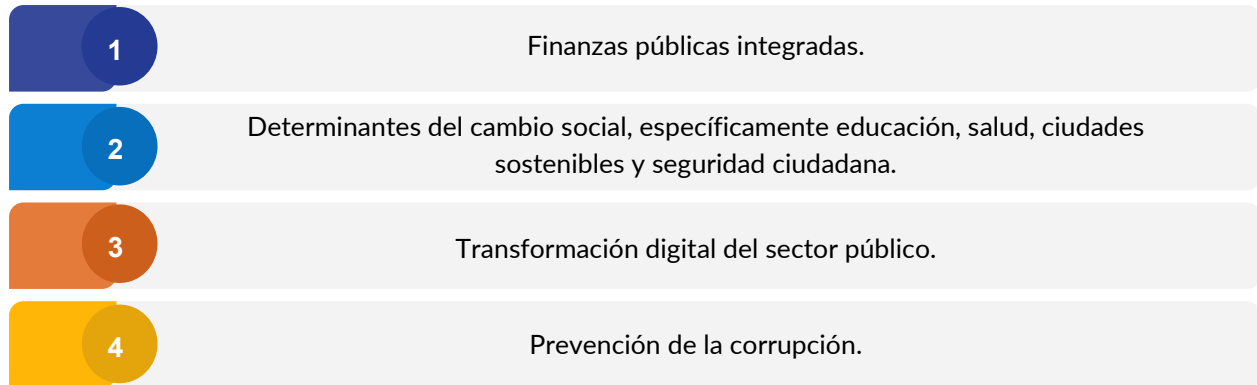 1
Finanzas públicas integradas.
2
Determinantes del cambio social, específicamente educación, salud, ciudades
sostenibles y seguridad ciudadana.
3
Transformación digital del sector público.
4
Prevención de la corrupción.